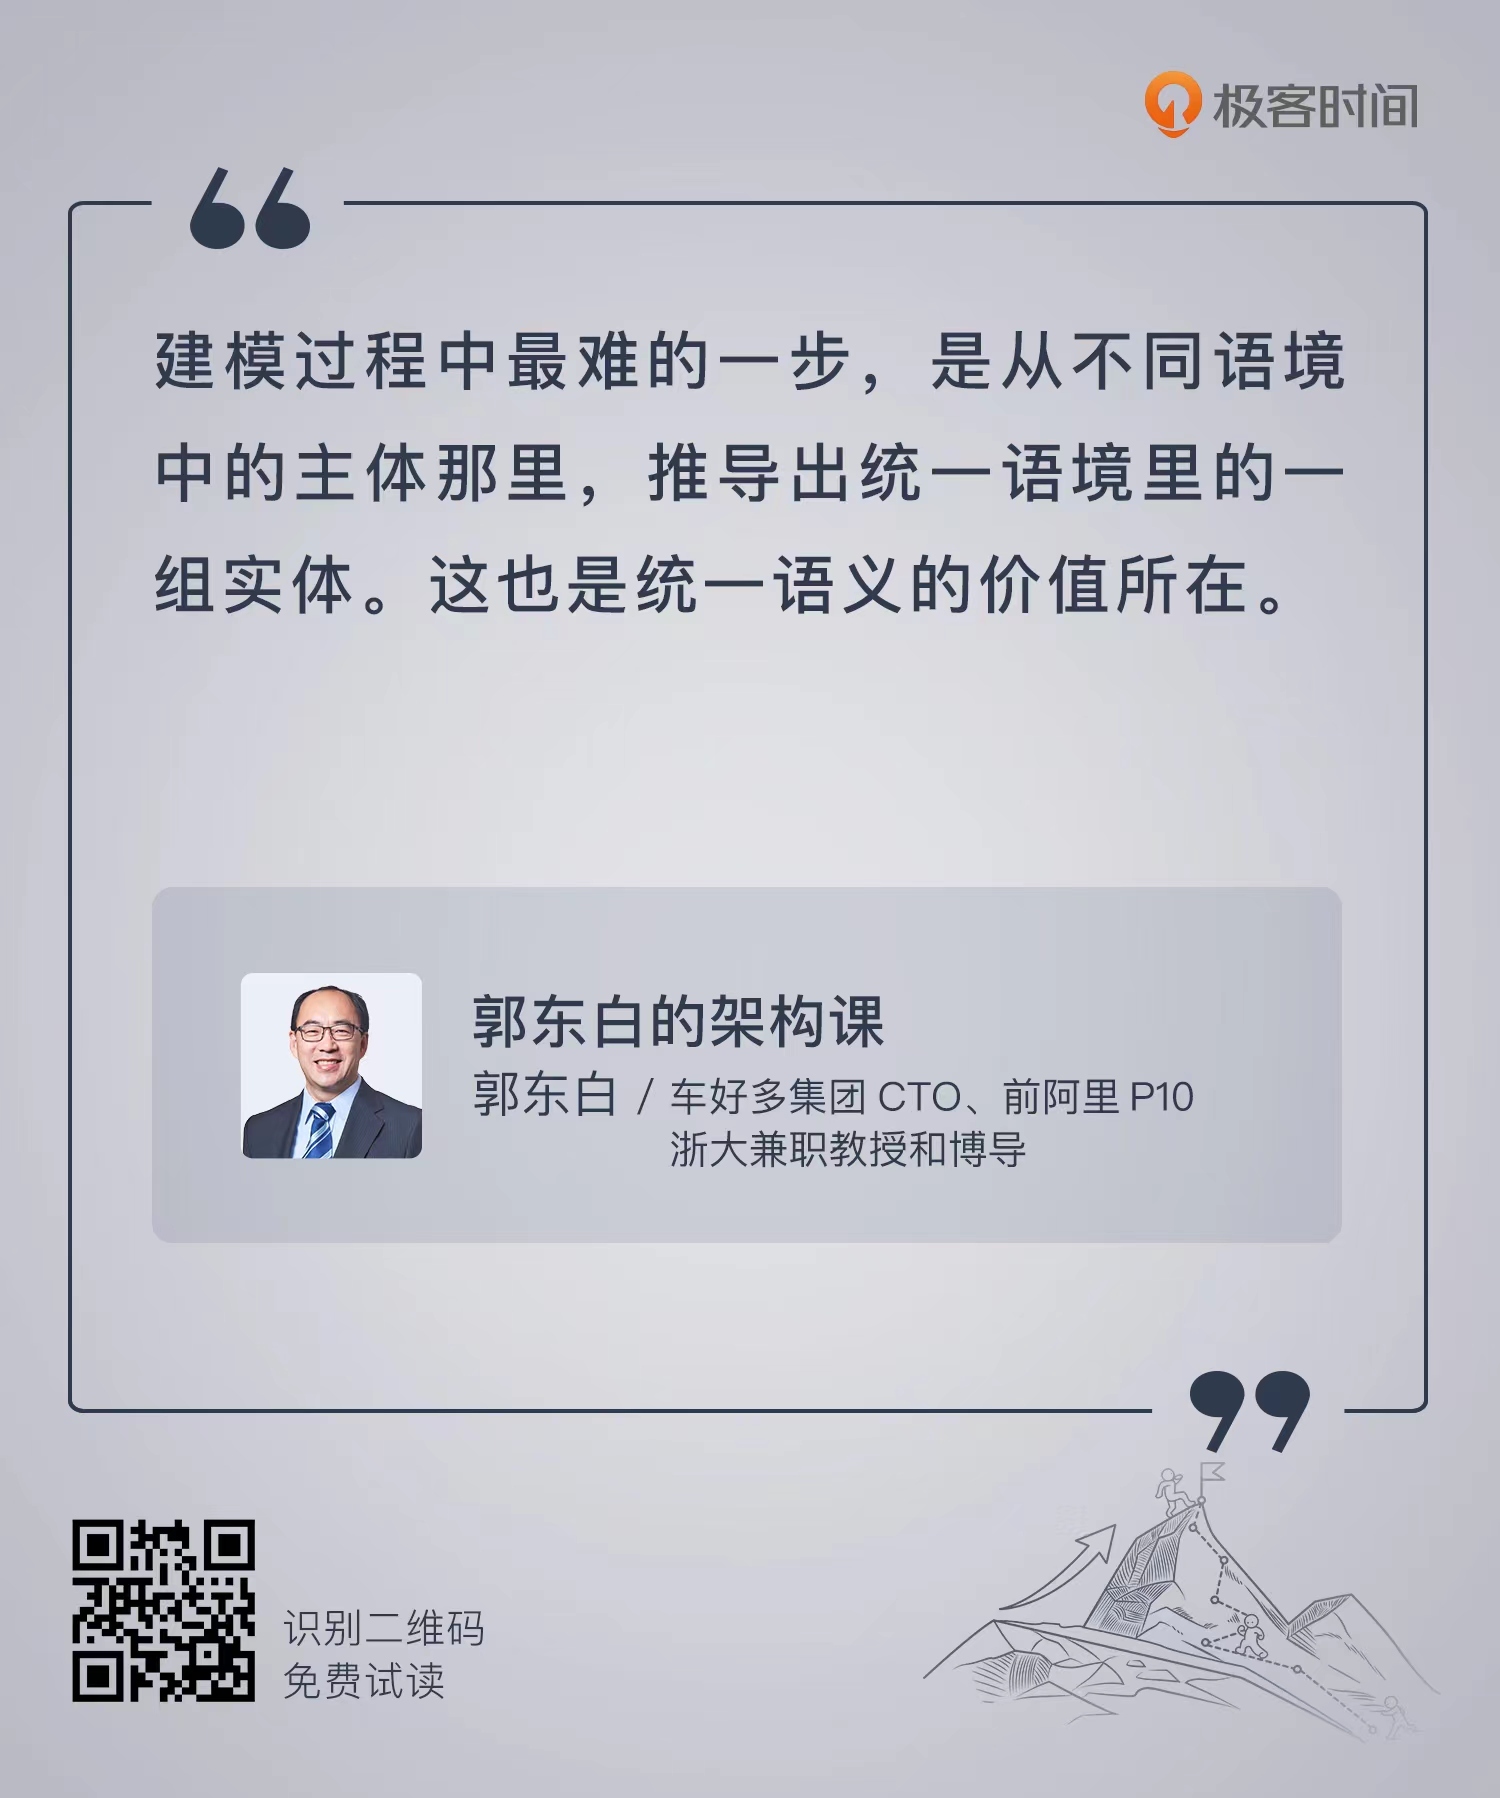 极客时间
建模过程中最难的一步，是从不同语境
中的主体那里，推导出统一语境里的一
组实体。这也是统一语义的价值所在。
郭东白的架构课
郭东白 / 车好多集团 CTO、前阿里 P10
浙大兼职教授和博导
识别二维码
免费试读